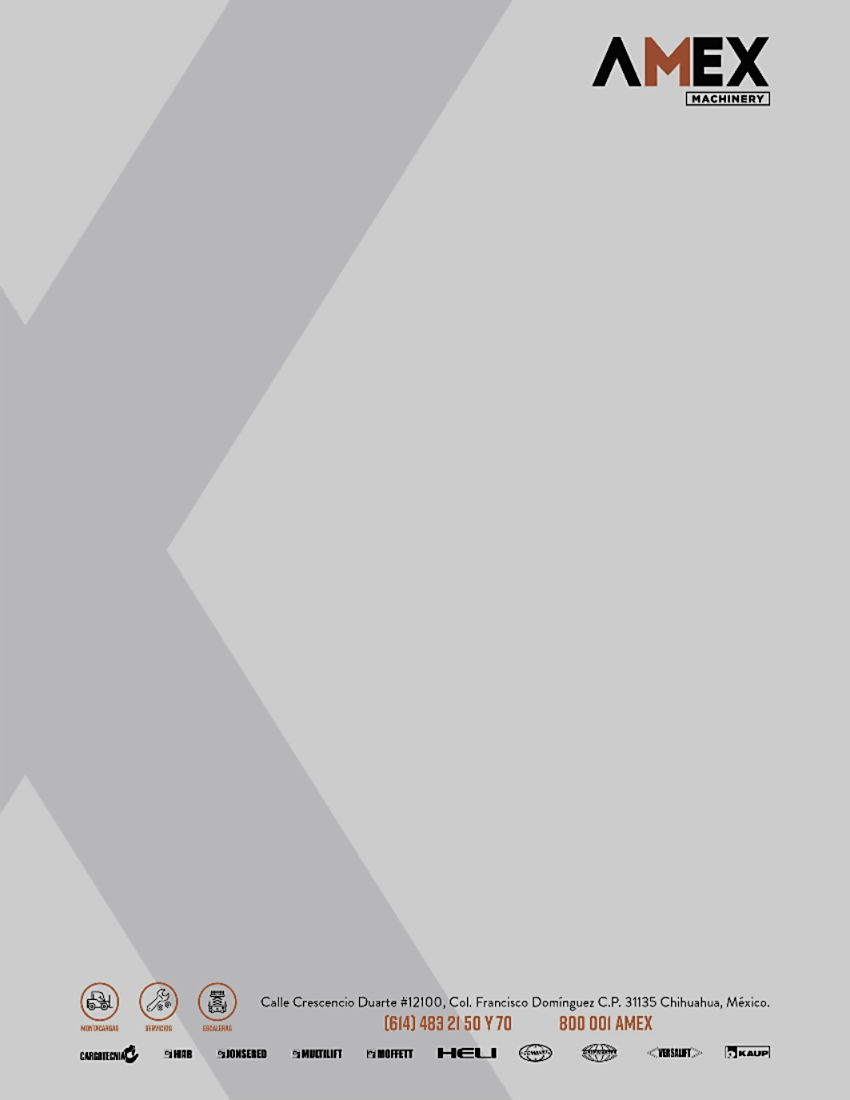 AMEX
MACHINERY
Calle Crescencio Duarte #12100, Col. Francisco Domínguez C.P. 31135 Chihuahua, México.
(614) 483 21 50 Y 70 800 001 AMEX
MONTACARGAS SERVICIOS ESCALERAS
CARGOTECNIA HIAB JONSERED MULTILIFT MOFFETT HELI VERSALIFT KAUP